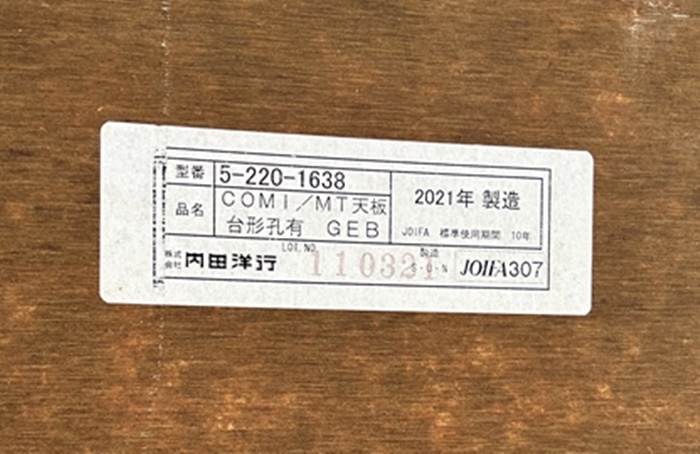 型番 5-220-1638
品名 COMI/MT天板
台形孔有 GEB
2021年 製造
JOIFA 標準使用期間 10年
株式会社 内田洋行
LOT.NO. 110321
製造 S・O・N
JOIFA307